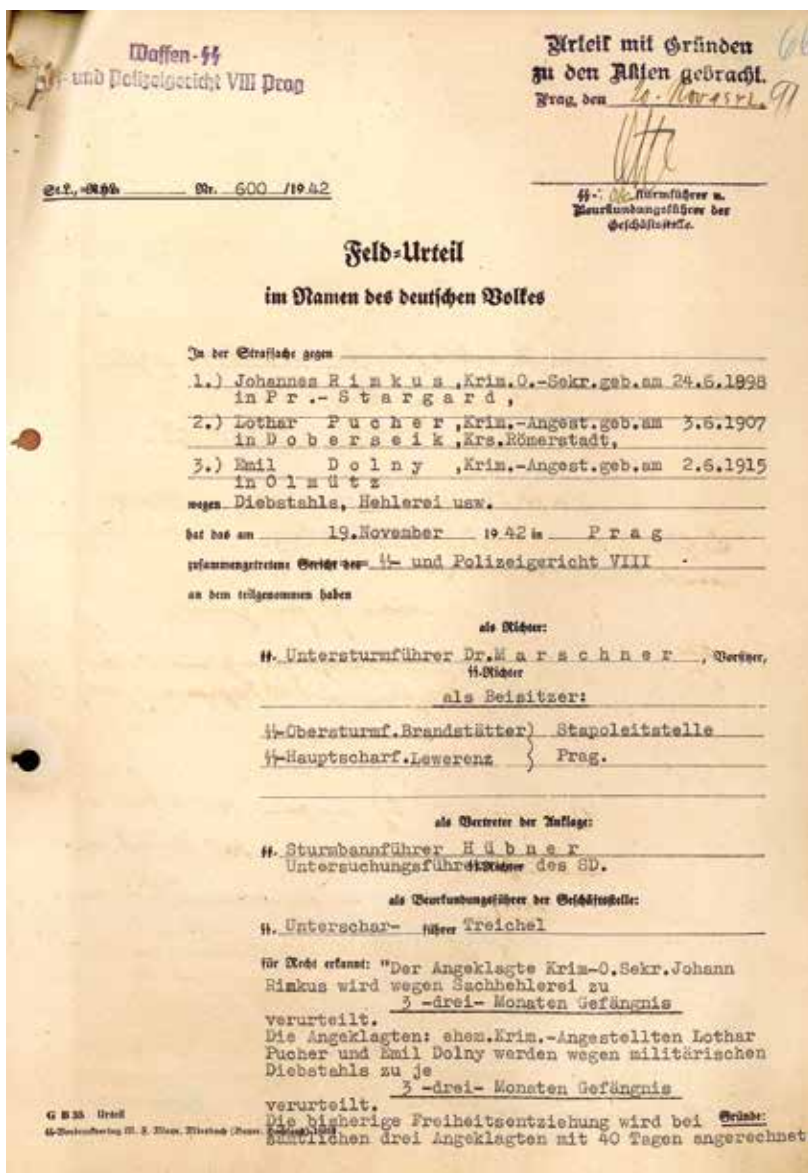 Waffen-SS
und Polizeigericht VIII Prag
Urteil mit Gründen
zu den Akten gebracht.
Prag, den
SS- Sturmführer u.
Beurkundungsführer der
Geschäftsstelle.
St.L., Nr. 600 /1942
Feld-Urteil
im Namen des deutschen Volkes
In der Strafsache gegen
1.) Johannes R i m k u s ,Krim.O.-Sekr.geb.am 24.6.1898
in P r .- S t a r g a r d ,
2.) Lothar P u c h e r ,Krim.-Angest.geb.am 3.6.1907
in D o b e r s e i k ,Krs.Römerstadt,
3.) Emil D o l n y ,Krim.-Angest.geb.am 2.6.1915
in O l m ü t z
wegen Diebstahls, Hehlerei usw.
hat das am 19.November 1942 in P r a g
zusammengetretene Gericht der SS- und Polizeigericht VIII -
an dem teilgenommen haben
als Richter:
SS- Untersturmführer Dr.M a r s c h n e r , Vorsitzer,
SS-Richter
als Beisitzer:
SS-Obersturmf.Brandstätter) Stapoleitstelle
SS-Hauptscharf.Lewerenz } Prag.
als Vertreter der Anklage:
SS- Sturmbannführer H ü b n e r
Untersuchungsführer des SD.
als Beurkundungsführer der Geschäftsstelle:
SS. Unterschar- führer Treichel
für Recht erkannt: "Der Angeklagte Krim-O.Sekr.Johann
Rimkus wird wegen Sachhehlerei zu
3 -drei- Monaten Gefängnis
verurteilt.
Die Angeklagten: ehem.Krim.-Angestellten Lothar
Pucher und Emil Dolny werden wegen militärischen
Diebstahls zu je
3 -drei- Monaten Gefängnis
verurteilt.
Die bisherige Freiheitsentziehung wird bei Gründe:
sämtlichen drei Angeklagten mit 40 Tagen angerechnet
G B 35 Urteil